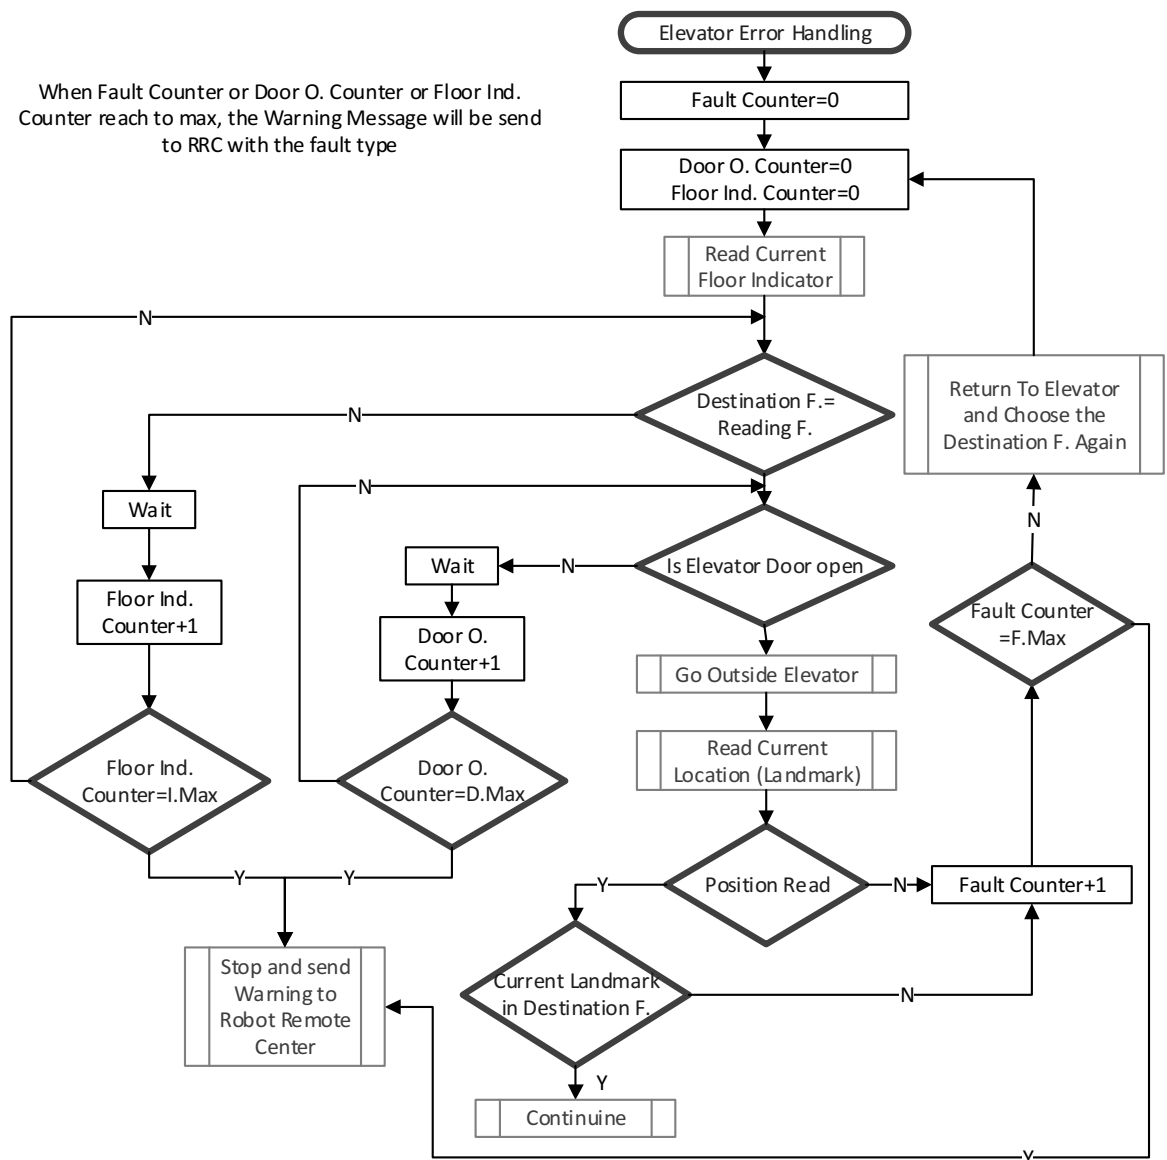 Elevator Error Handling
When Fault Counter or Door O. Counter or Floor Ind.
Counter reach to max, the Warning Message will be send
to RRC with the fault type
Fault Counter=0
Door O. Counter=0
Floor Ind. Counter=0
Read Current
Floor Indicator
N
Destination F.=
Reading F.
N
Return To Elevator
and Choose the
Destination F. Again
N
Wait
N
Is Elevator Door open
N
Wait
Floor Ind.
Counter+1
Door O.
Counter+1
Fault Counter
=F.Max
Go Outside Elevator
Read Current
Location (Landmark)
Floor Ind.
Counter=I.Max
Door O.
Counter=D.Max
Y
Y
Y
Position Read
N
Fault Counter+1
Stop and send
Warning to
Robot Remote
Center
Current Landmark
in Destination F.
N
Y
Continuine
Y